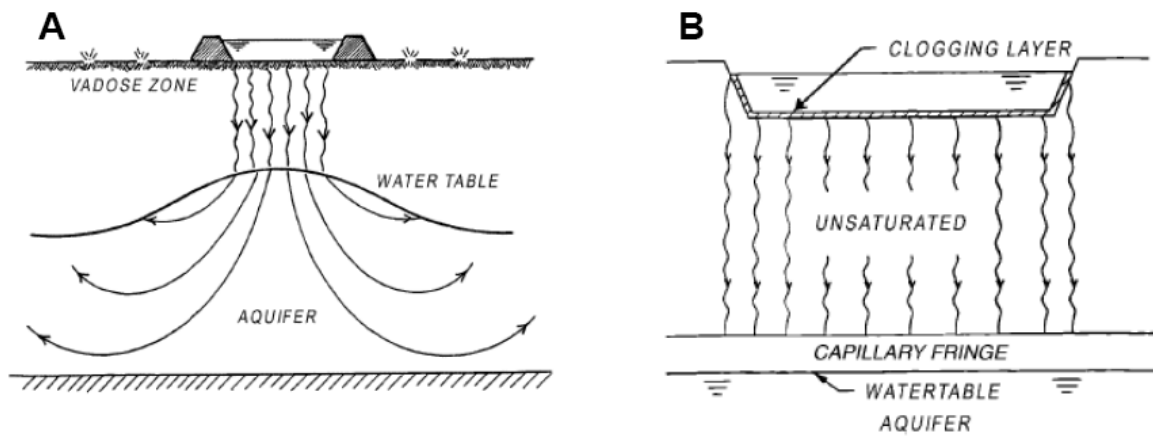 A
VADOSE ZONE
WATER TABLE
AQUIFER
B
CLOGGING LAYER
UNSATURATED
CAPILLARY FRINGE
WATERTABLE
AQUIFER